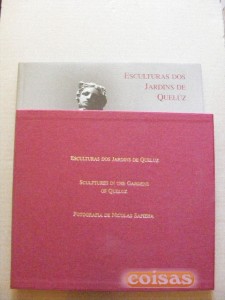 ESCULTURAS DOS
JARDINS DE
QUELUZ
ESCULTURAS DOS JARDINS DE QUELUZ
SCULPTURES IN THE GARDENS
OF QUELUZ
FOTOGRAFIA DE NICOLAS SAPIEHA
coisas